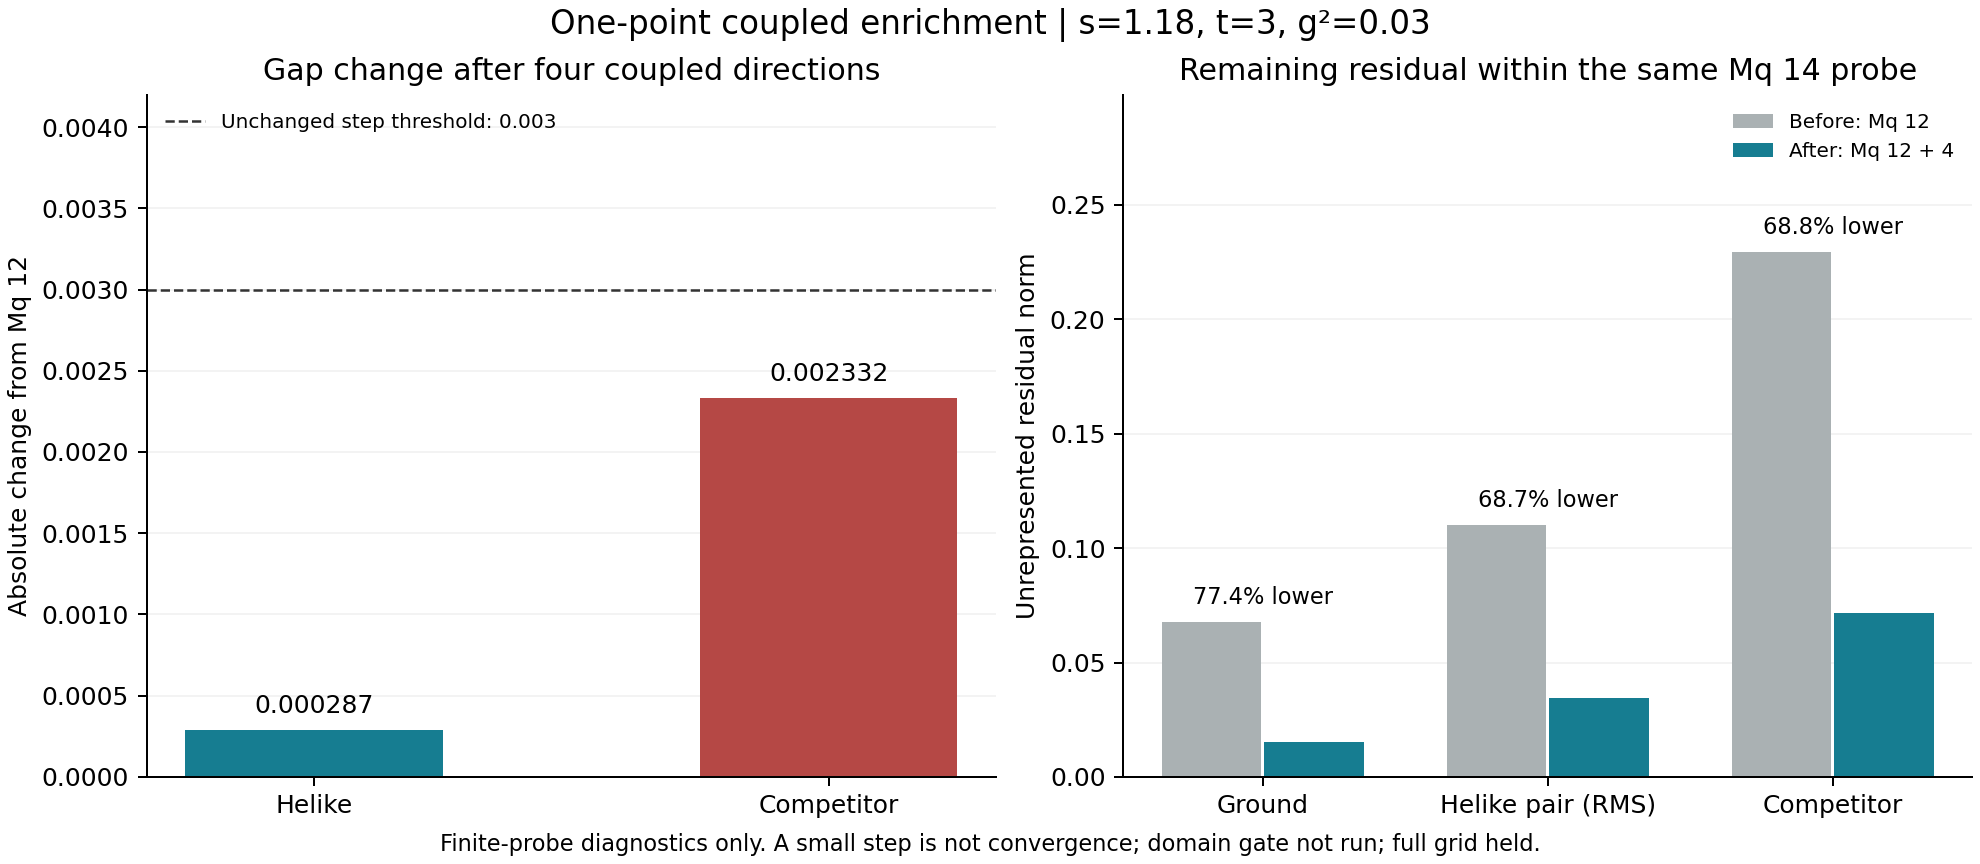 One-point coupled enrichment | s=1.18, t=3, g²=0.03
Gap change after four coupled directions
Absolute change from Mq 12
0.0040
0.0035
0.0030
0.0025
0.0020
0.0015
0.0010
0.0005
0.0000
Unchanged step threshold: 0.003
0.000287
0.002332
Helike
Competitor
Remaining residual within the same Mq 14 probe
Unrepresented residual norm
0.25
0.20
0.15
0.10
0.05
0.00
Before: Mq 12
After: Mq 12 + 4
77.4% lower
68.7% lower
68.8% lower
Ground
Helike pair (RMS)
Competitor
Finite-probe diagnostics only. A small step is not convergence; domain gate not run; full grid held.